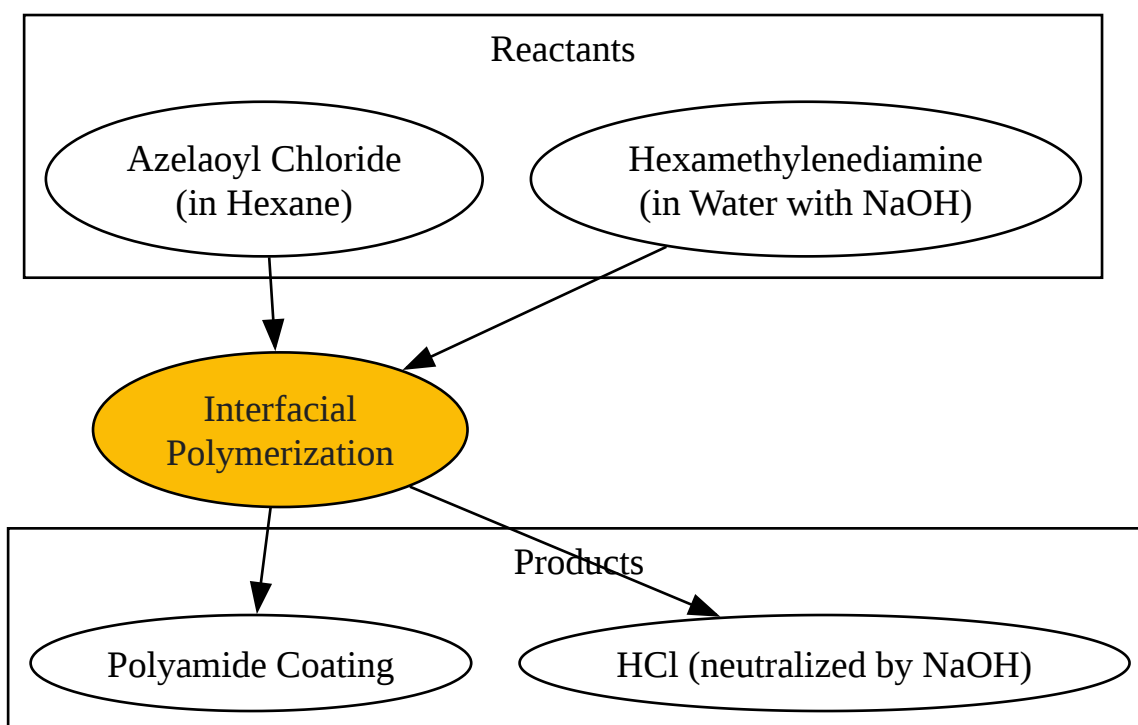 Reactants
Azelaoyl Chloride
(in Hexane)
Hexamethylenediamine
(in Water with NaOH)
Interfacial
Polymerization
Products
Polyamide Coating
HCl (neutralized by NaOH)